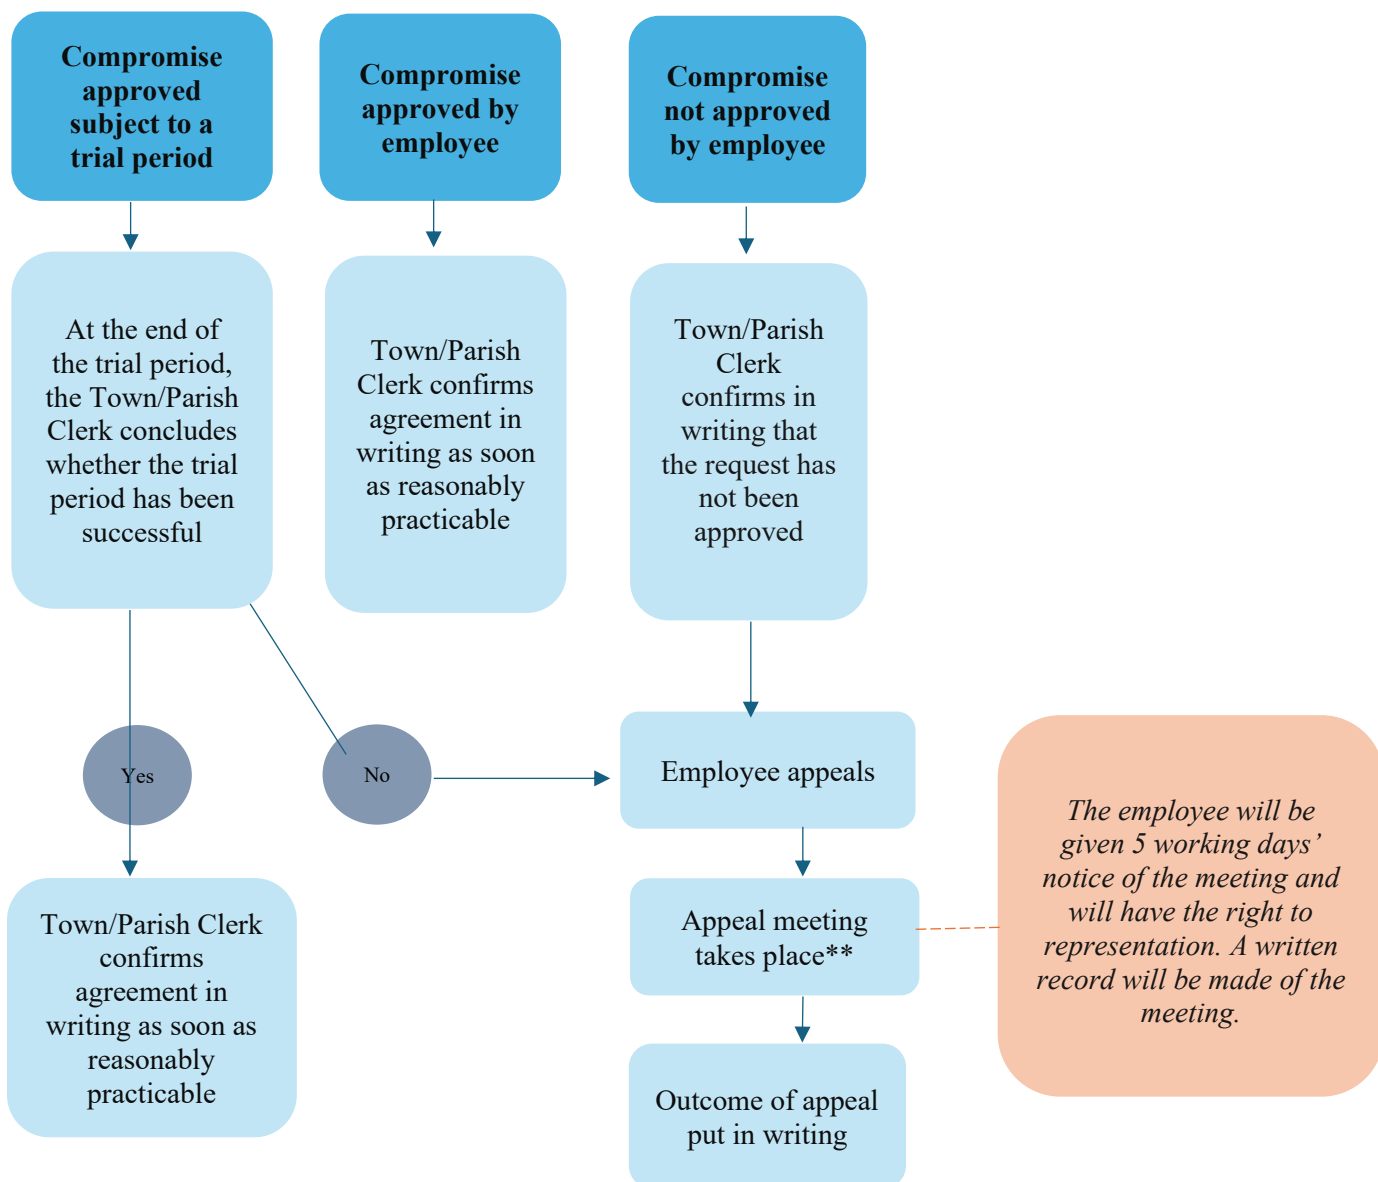 Compromise
approved
subject to a
trial period
Compromise
approved by
employee
Compromise
not approved
by employee
At the end of
the trial period,
the Town/Parish
Clerk concludes
whether the trial
period has been
successful
Town/Parish
Clerk confirms
agreement in
writing as soon
as reasonably
practicable
Town/Parish
Clerk
confirms in
writing that
the request has
not been
approved
Yes
No
Employee appeals
The employee will be
given 5 working days’
notice of the meeting and
will have the right to
representation. A written
record will be made of the
meeting.
Town/Parish Clerk
confirms
agreement in
writing as soon as
reasonably
practicable
Appeal meeting
takes place**
Outcome of appeal
put in writing